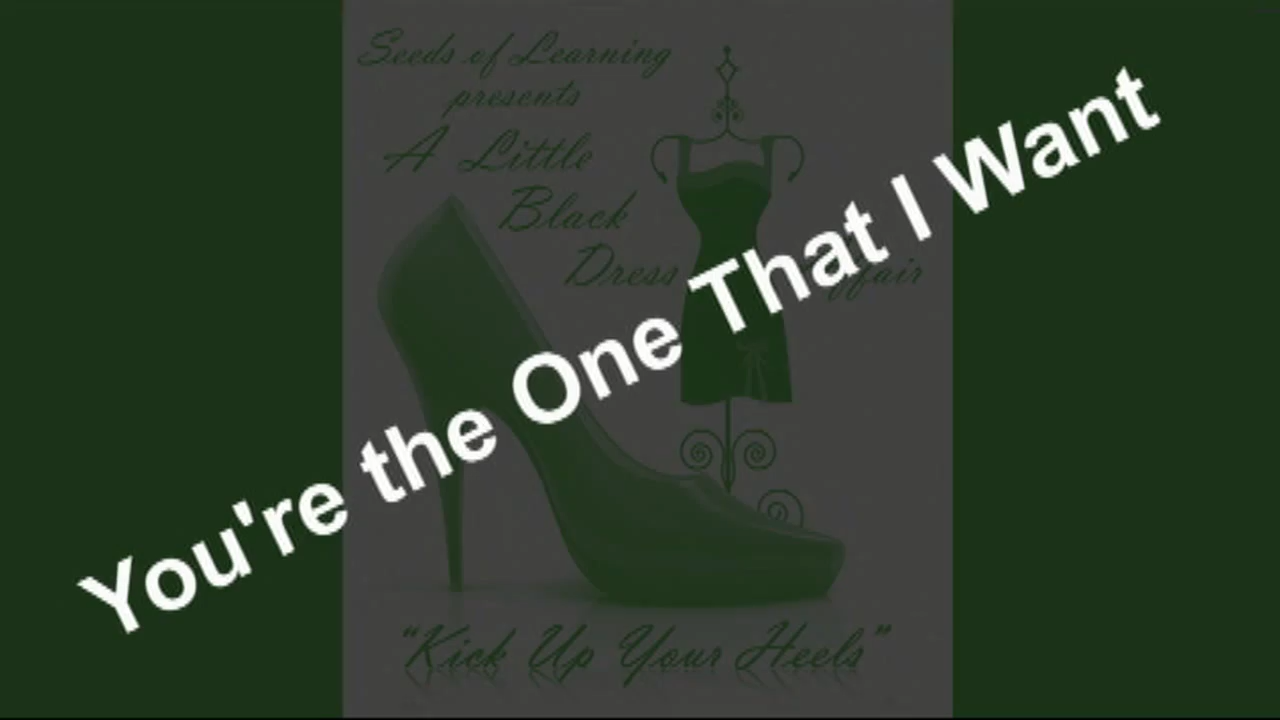 Seeds of Learning
presents
A Little
Black
Dress Affair
You're the One That I Want
"Kick Up Your Heels"